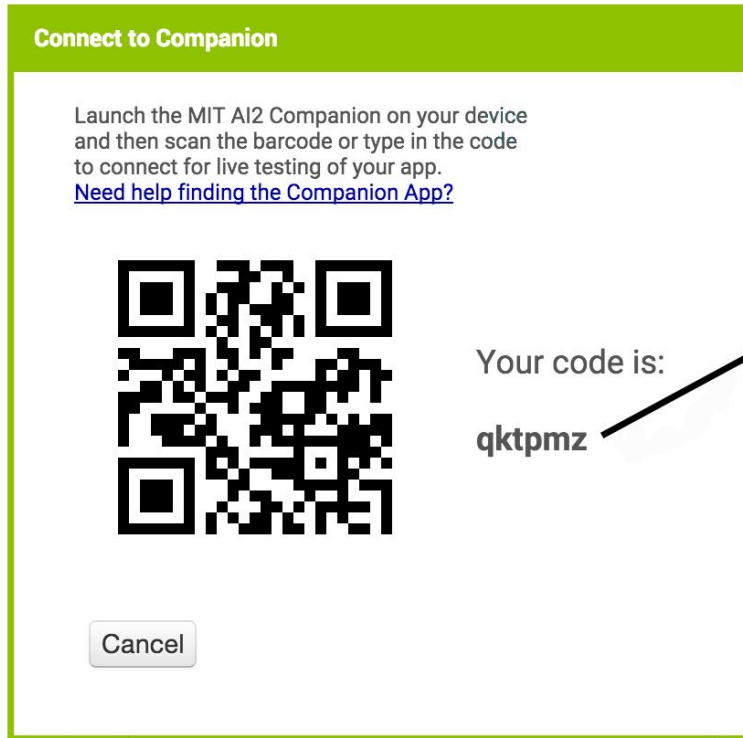 Connect to Companion
Launch the MIT AI2 Companion on your device
and then scan the barcode or type in the code
to connect for live testing of your app.
Need help finding the Companion App?
Your code is:
qktpmz
Cancel